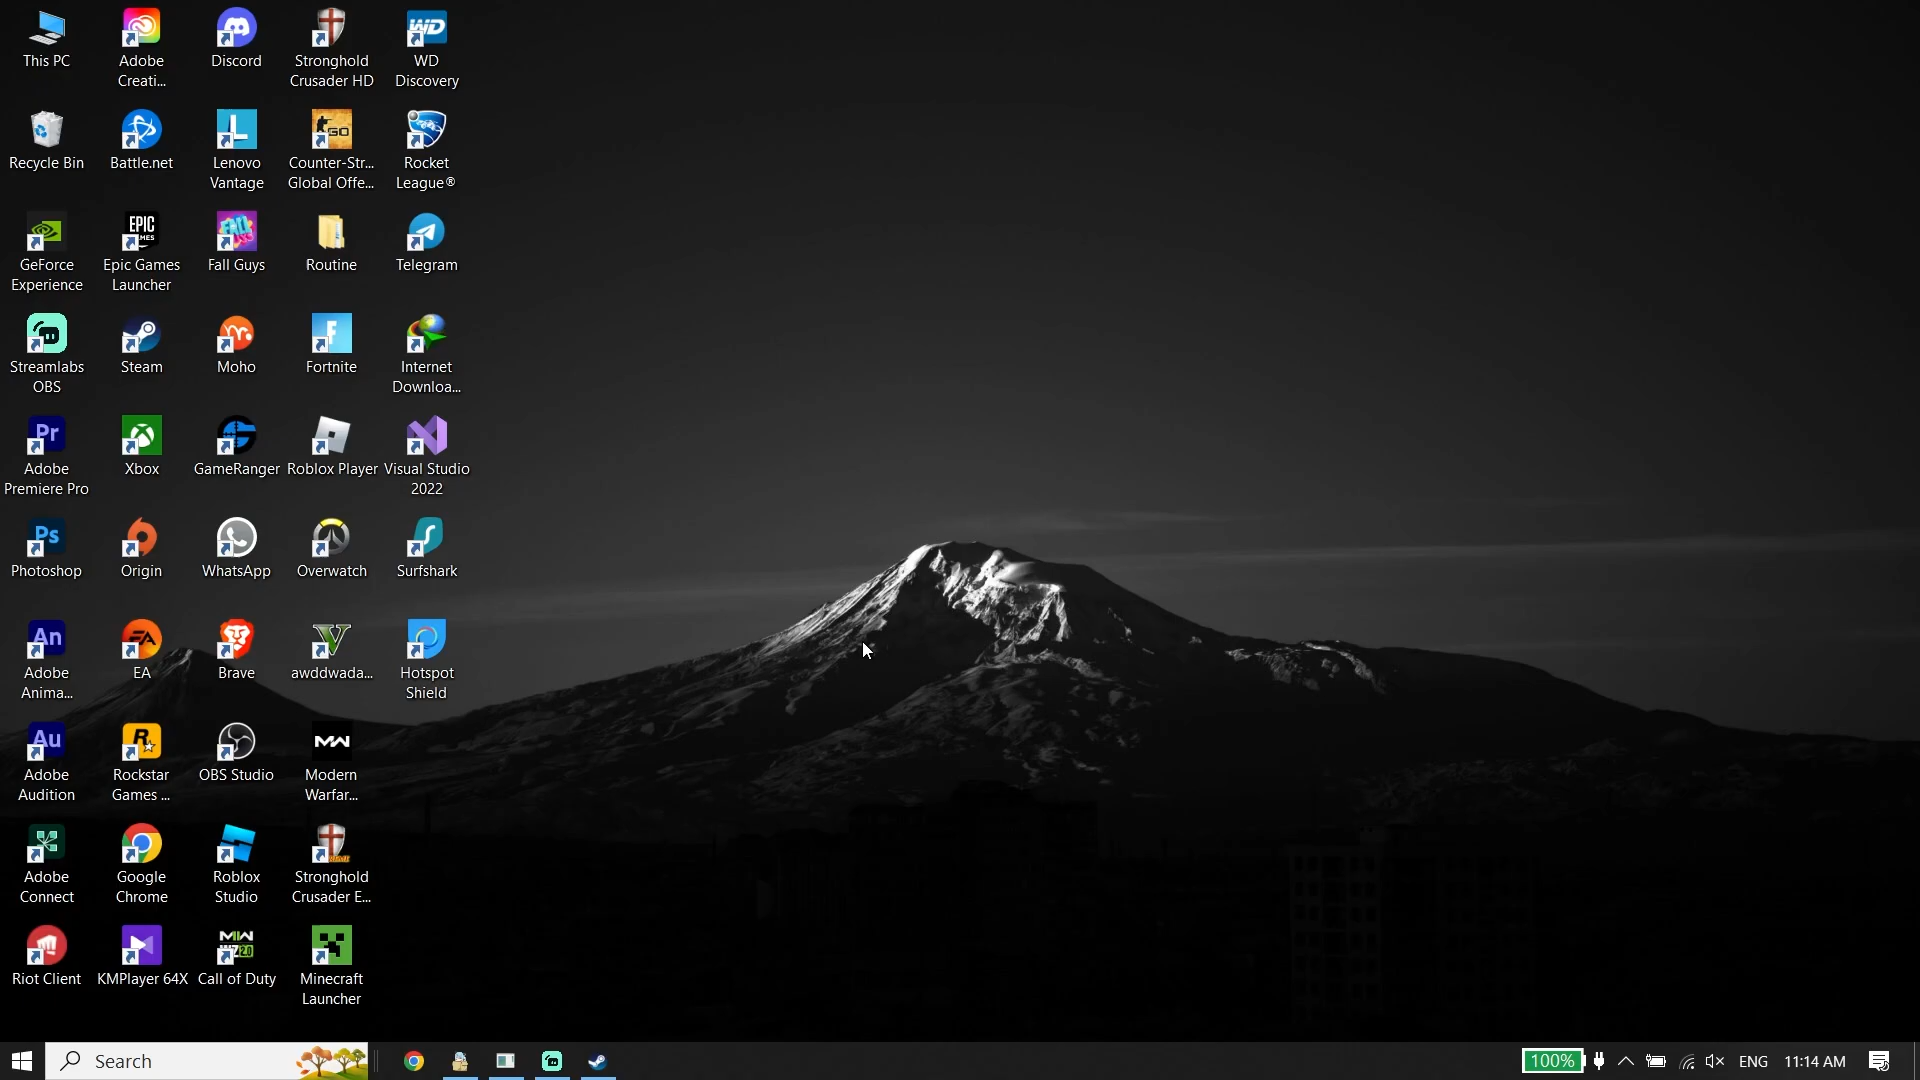 This PC
Adobe
Creati...
Discord
Stronghold
Crusader HD
WD
Discovery
Recycle Bin
Battle.net
Lenovo
Vantage
Counter-Str...
Global Offe...
Rocket
League®
GeForce
Experience
Epic Games
Launcher
Fall Guys
Routine
Telegram
Streamlabs
OBS
Steam
Moho
Fortnite
Internet
Downloa...
Adobe
Premiere Pro
Xbox
GameRanger
Roblox Player
Visual Studio
2022
Photoshop
Origin
WhatsApp
Overwatch
Surfshark
Adobe
Anima...
EA
Brave
awddwada...
Hotspot
Shield
Adobe
Audition
Rockstar
Games ...
OBS Studio
Modern
Warfar...
Adobe
Connect
Google
Chrome
Roblox
Studio
Stronghold
Crusader E...
Riot Client
KMPlayer 64X
Call of Duty
Minecraft
Launcher
Search
100%
ENG
11:14 AM